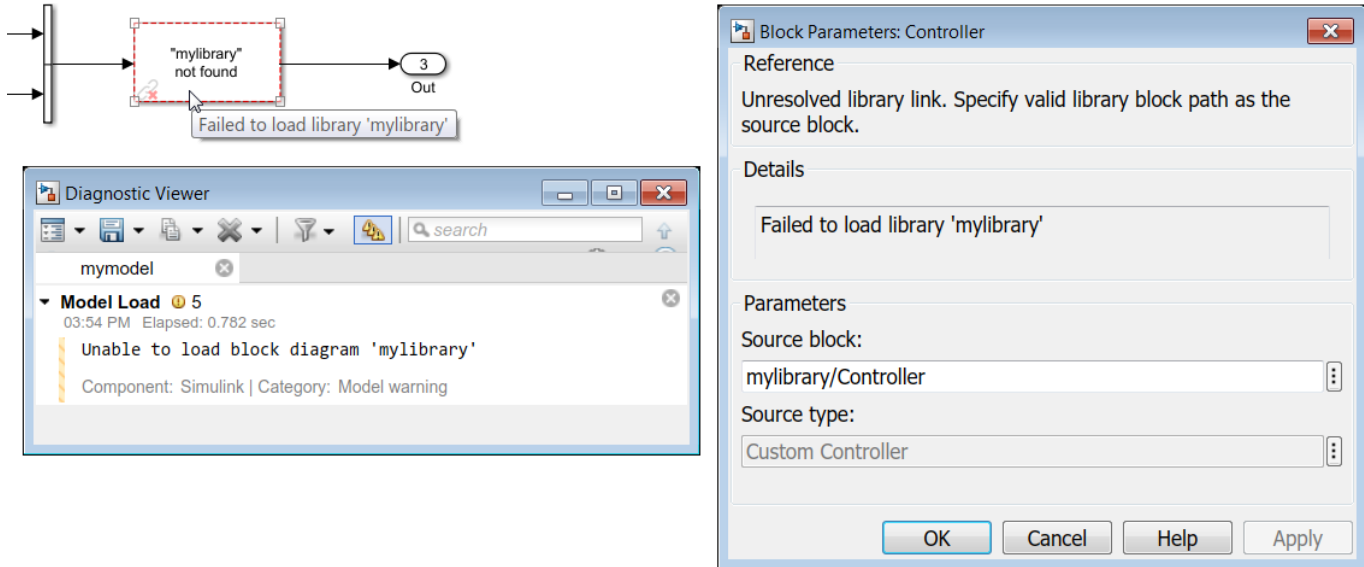 "mylibrary"
not found
3
Out
Failed to load library 'mylibrary'
Diagnostic Viewer
search
mymodel
Model Load 5
03:54 PM Elapsed: 0.782 sec
Unable to load block diagram 'mylibrary'
Component: Simulink | Category: Model warning
Block Parameters: Controller
Reference
Unresolved library link. Specify valid library block path as the
source block.
Details
Failed to load library 'mylibrary'
Parameters
Source block:
mylibrary/Controller
Source type:
Custom Controller
OK Cancel Help Apply